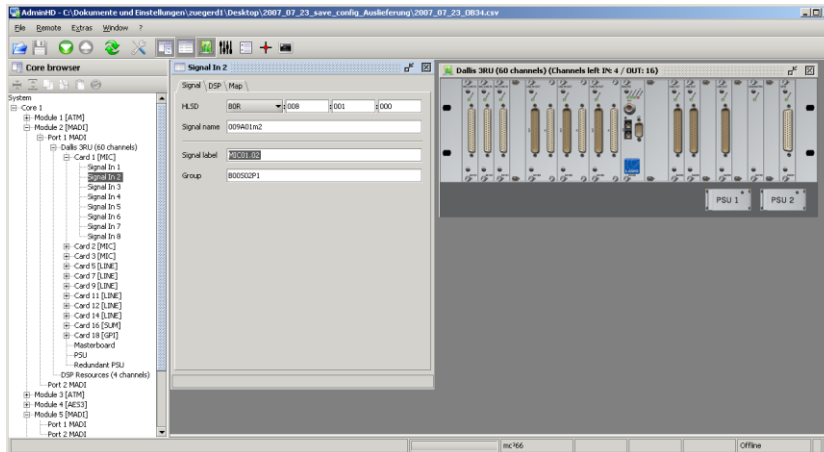 AdminHD - C:\Dokumente und Einstellungen\zuegerd1\Desktop\2007_07_23_save_config_Auslieferung\2007_07_23_0834.csv
File Remote Extras Window ?
Core browser
System
Core 1
Module 1 [ATM]
Module 2 [MADI]
Port 1 MADI
Dallis 3RU (60 channels)
Card 1 [MIC]
Signal In 1
Signal In 2
Signal In 3
Signal In 4
Signal In 5
Signal In 6
Signal In 7
Signal In 8
Card 2 [MIC]
Card 3 [MIC]
Card 5 [LINE]
Card 7 [LINE]
Card 9 [LINE]
Card 11 [LINE]
Card 12 [LINE]
Card 14 [LINE]
Card 16 [SUM]
Card 18 [GPI]
Masterboard
PSU
Redundant PSU
DSP Resources (4 channels)
Port 2 MADI
Module 3 [ATM]
Module 4 [AES3]
Module 5 [MADI]
Port 1 MADI
Port 2 MADI
Signal In 2
Signal DSP Map
HLSD 80R : 008 : 001 : 000
Signal name 009A01m2
Signal label MIC01.02
Group B00S02P1
Dallis 3RU (60 channels) (Channels left IN: 4 / OUT: 16)
PSU 1 PSU 2
mc²66 Offline